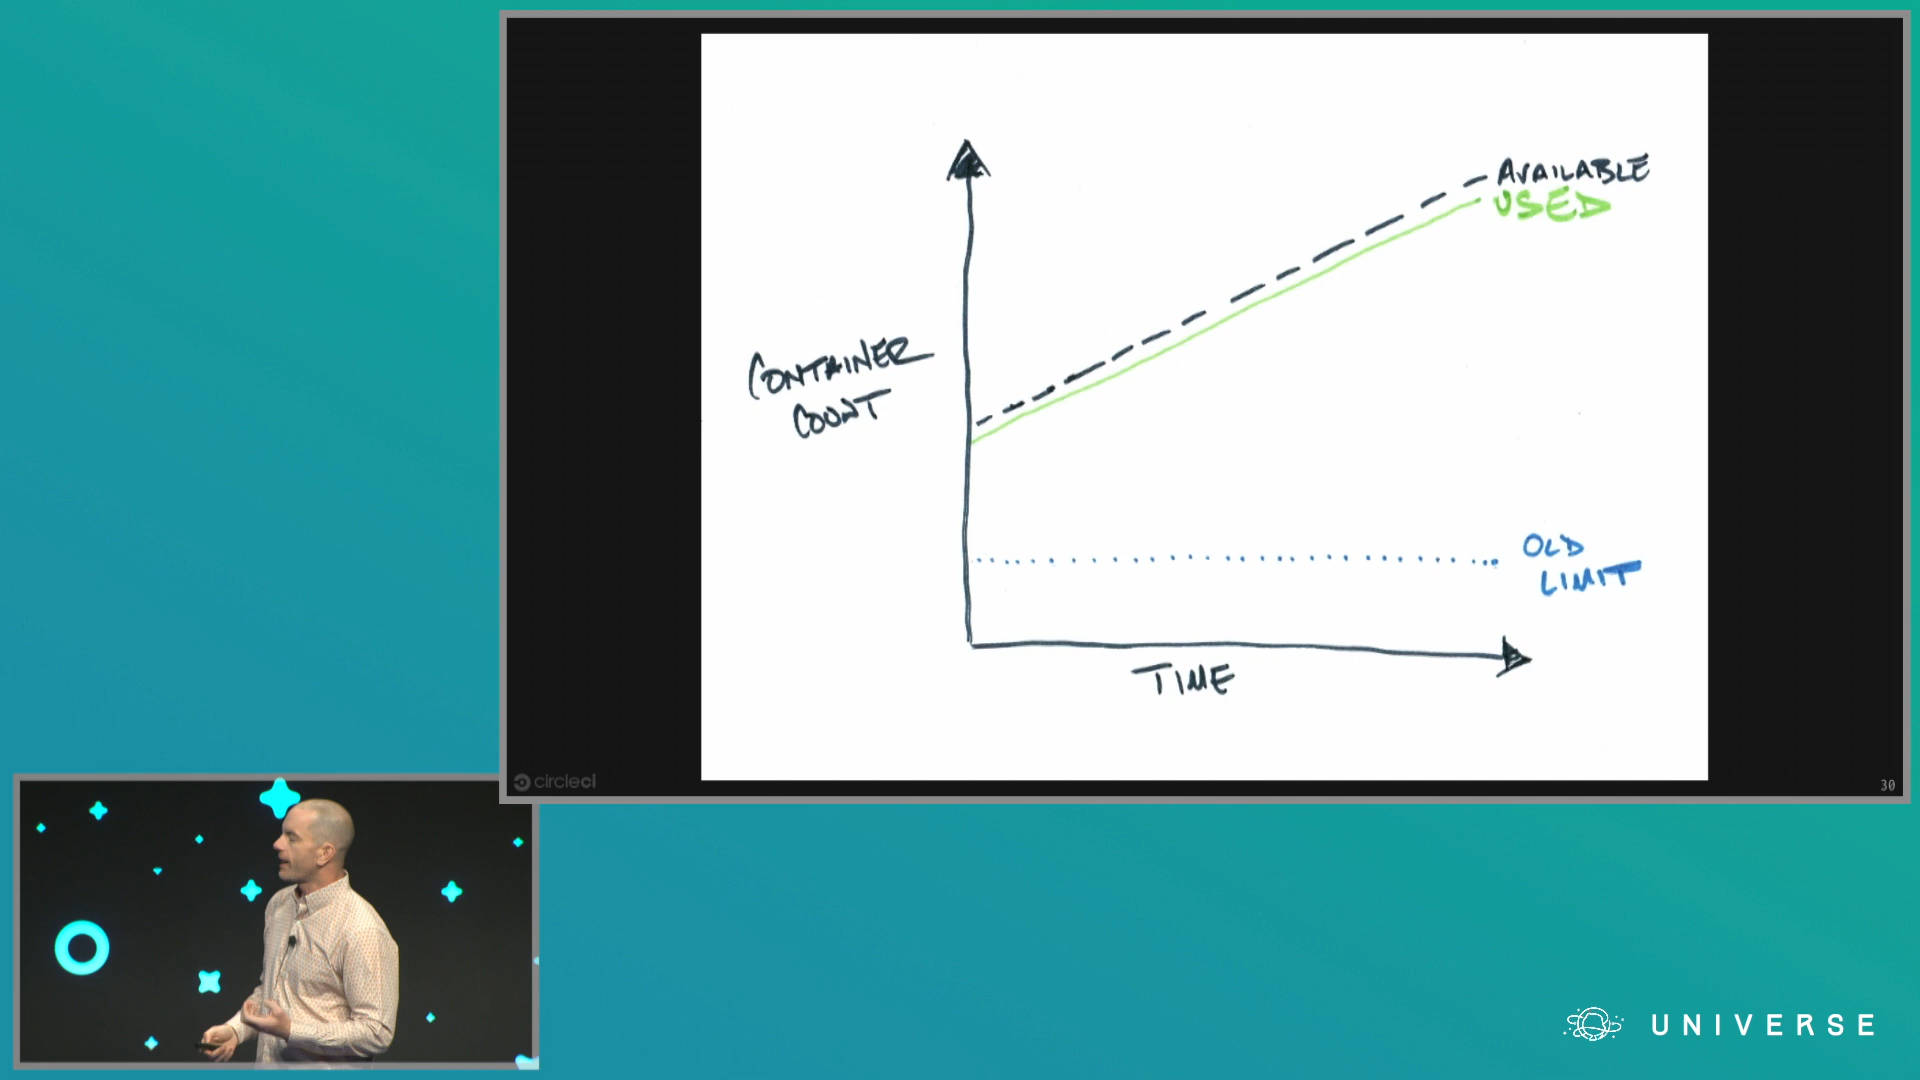 AVAILABLE
USED
CONTAINER
COUNT
OLD
LIMIT
TIME
circleci
30
UNIVERSE